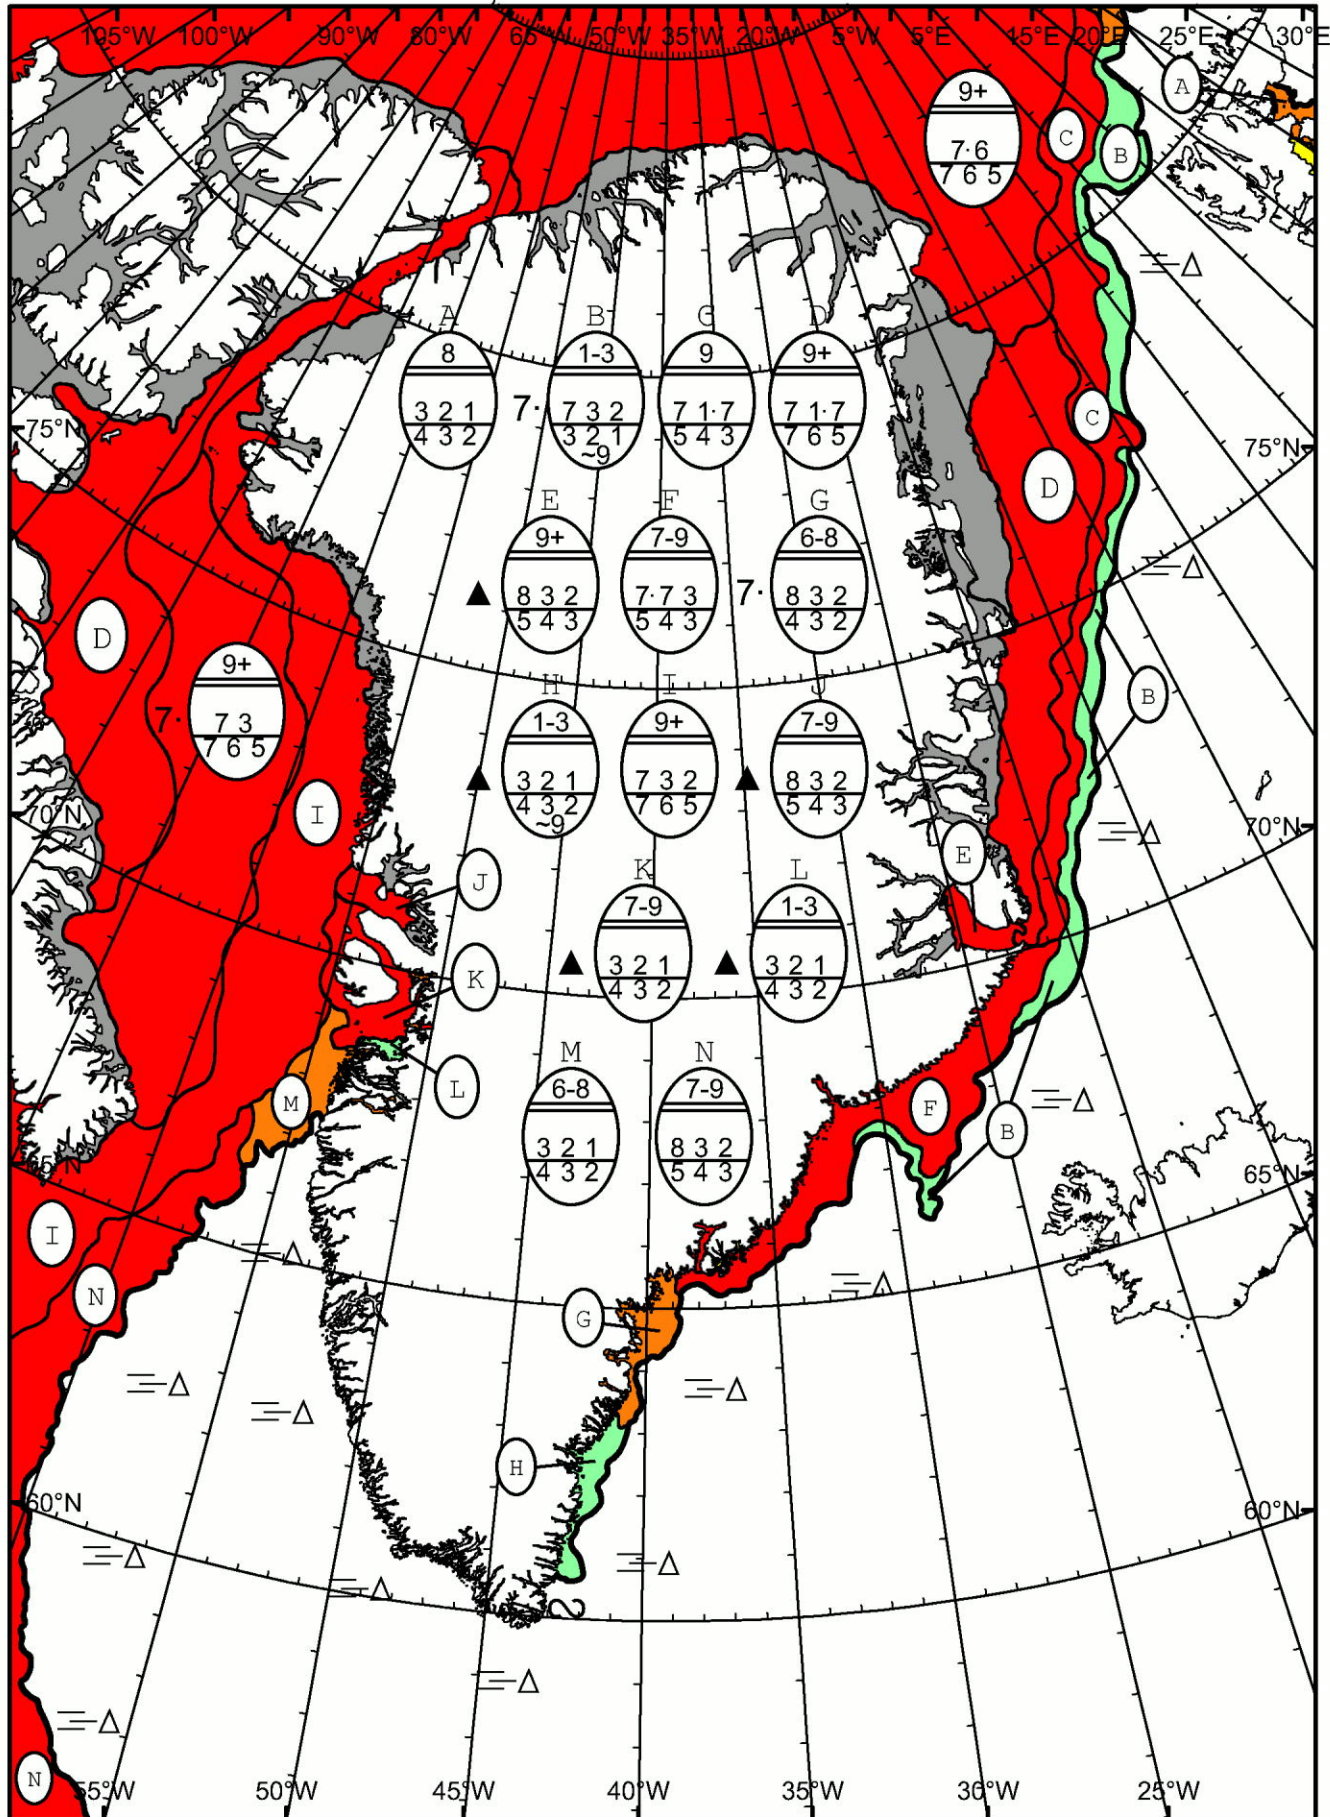 105°W 100°W 90°W 80°W 65°W 50°W 35°W 20°W 5°W 5°E 15°E 20°E 25°E 30°E
A
9+
7·6
7 6 5
C
B
A B C D
8 1-3 9 9+
3 2 1 7· 7 3 2 7 1·7 7 1·7
4 3 2 3 2 1 5 4 3 7 6 5
~9
75°N C 75°N
D
E F G
9+ 7-9 6-8
▲ 8 3 2 7·7 3 7· 8 3 2
5 4 3 5 4 3 4 3 2
D
9+
7· 7 3
7 6 5
B
H I J
1-3 9+ 7-9
▲ 3 2 1 7 3 2 ▲ 8 3 2
4 3 2 7 6 5 5 4 3
~9
70°N I 70°N
E
J
K L
7-9 1-3
▲ 3 2 1 ▲ 3 2 1
4 3 2 4 3 2
K
L
M N
6-8 7-9
3 2 1 8 3 2
4 3 2 5 4 3
M F B
65°N 65°N
I
N
G
H
60°N 60°N
N
55°W 50°W 45°W 40°W 35°W 30°W 25°W